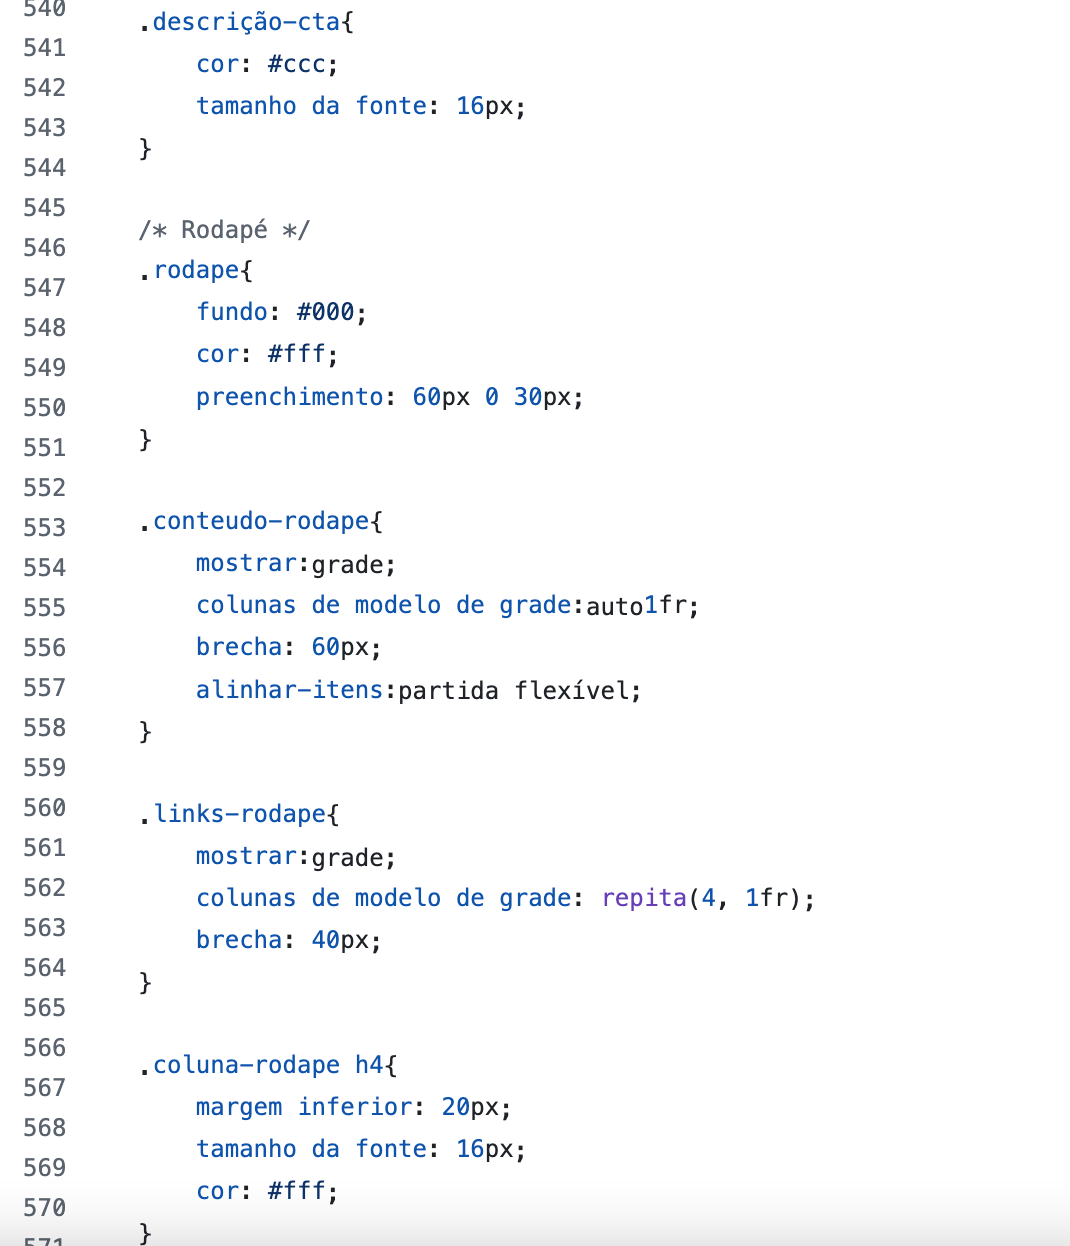 540
541
542
543
544
545
546
547
548
549
550
551
552
553
554
555
556
557
558
559
560
561
562
563
564
565
566
567
568
569
570
571
.descrição-cta{
cor: #ccc;
tamanho da fonte: 16px;
}
/* Rodapé */
.rodape{
fundo: #000;
cor: #fff;
preenchimento: 60px 0 30px;
}
.conteudo-rodape{
mostrar:grade;
colunas de modelo de grade:auto1fr;
brecha: 60px;
alinhar-itens:partida flexível;
}
.links-rodape{
mostrar:grade;
colunas de modelo de grade: repita(4, 1fr);
brecha: 40px;
}
.coluna-rodape h4{
margem inferior: 20px;
tamanho da fonte: 16px;
cor: #fff;
}